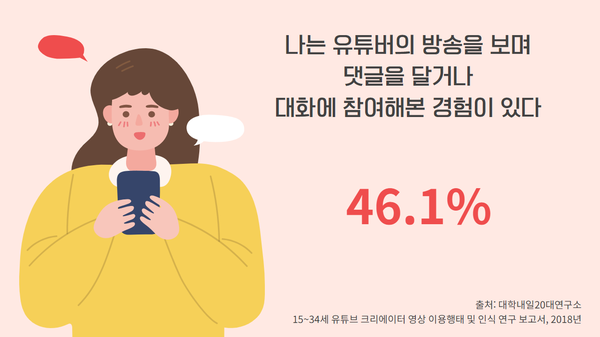 나는 유튜버의 방송을 보며
댓글을 달거나
대화에 참여해본 경험이 있다
46.1%
출처: 대학내일20대연구소
15~34세 유튜브 크리에이터 영상 이용행태 및 인식 연구 보고서, 2018년